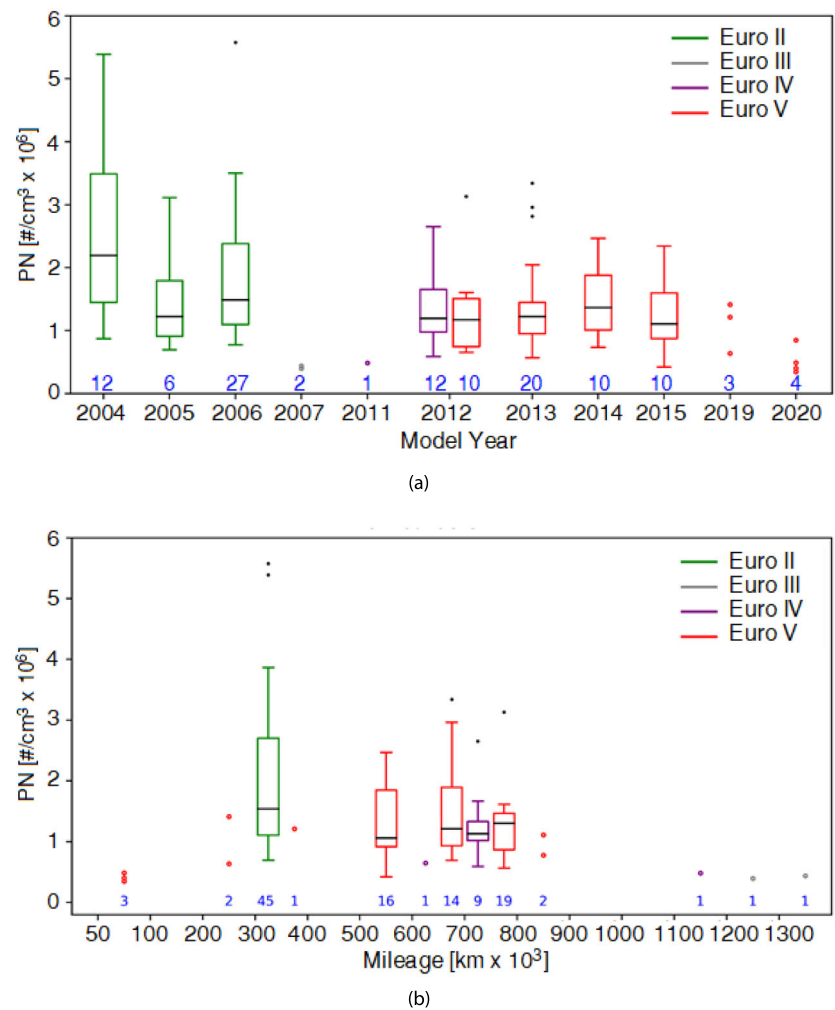 6
Euro II
Euro III
Euro IV
Euro V
5
4
3
2
1
0
PN [#/cm³ x 10⁶]
12 6 27 2 1 12 10 20 10 10 3 4
2004 2005 2006 2007 2011 2012 2013 2014 2015 2019 2020
Model Year
(a)
6
Euro II
Euro III
Euro IV
Euro V
5
4
3
2
1
0
PN [#/cm³ x 10⁶]
3 2 45 1 16 1 14 9 19 2 1 1 1
50 100 200 300 400 500 600 700 800 900 1000 1100 1200 1300
Mileage [km x 10³]
(b)